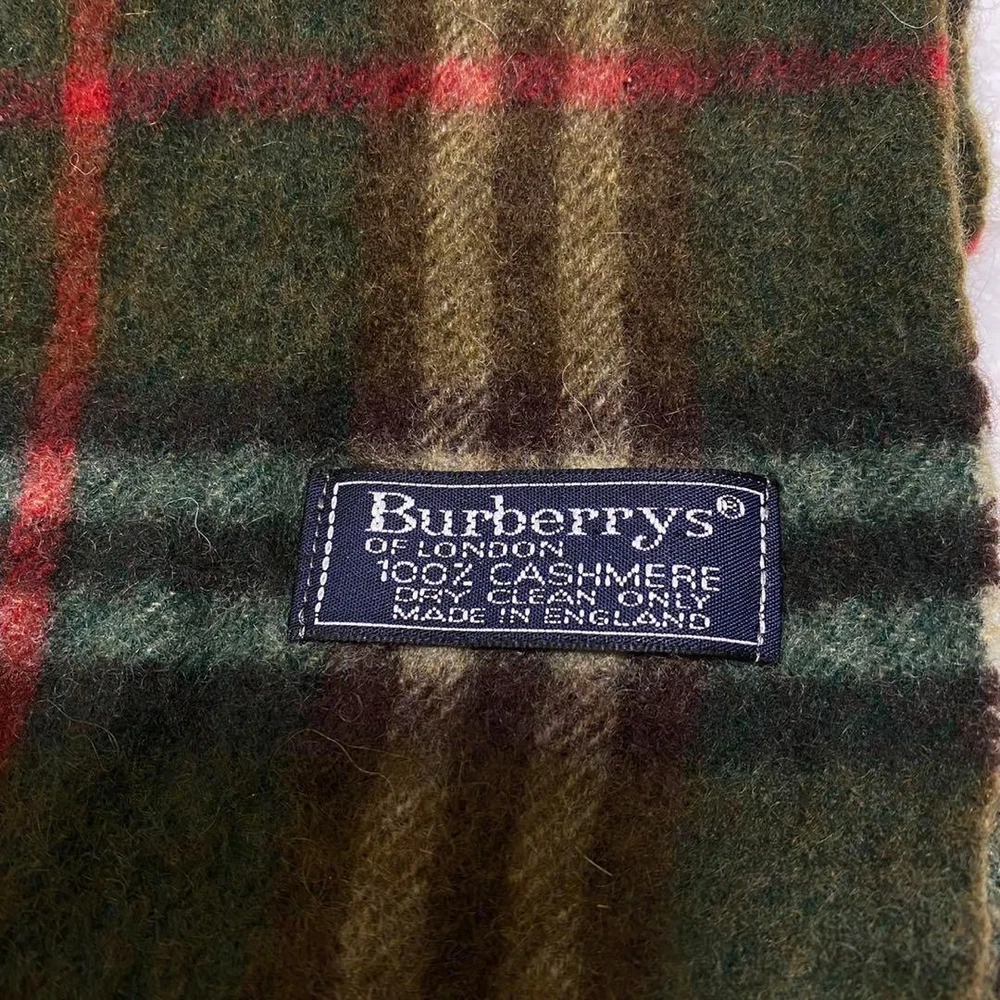 Burberrys®
OF LONDON
100% CASHMERE
DRY CLEAN ONLY
MADE IN ENGLAND